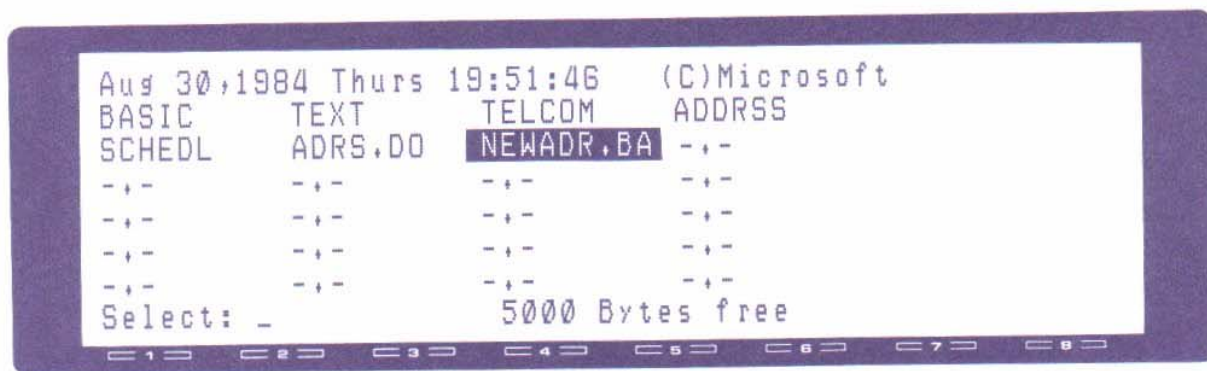 Aug 30,1984 Thurs 19:51:46 (C)Microsoft
BASIC TEXT TELCOM ADDRSS
SCHEDL ADRS.DO NEWADR.BA -.-
-.- -.- -.- -.-
-.- -.- -.- -.-
-.- -.- -.- -.-
-.- -.- -.- -.-
Select: _ 5000 Bytes free
1 2 3 4 5 6 7 8